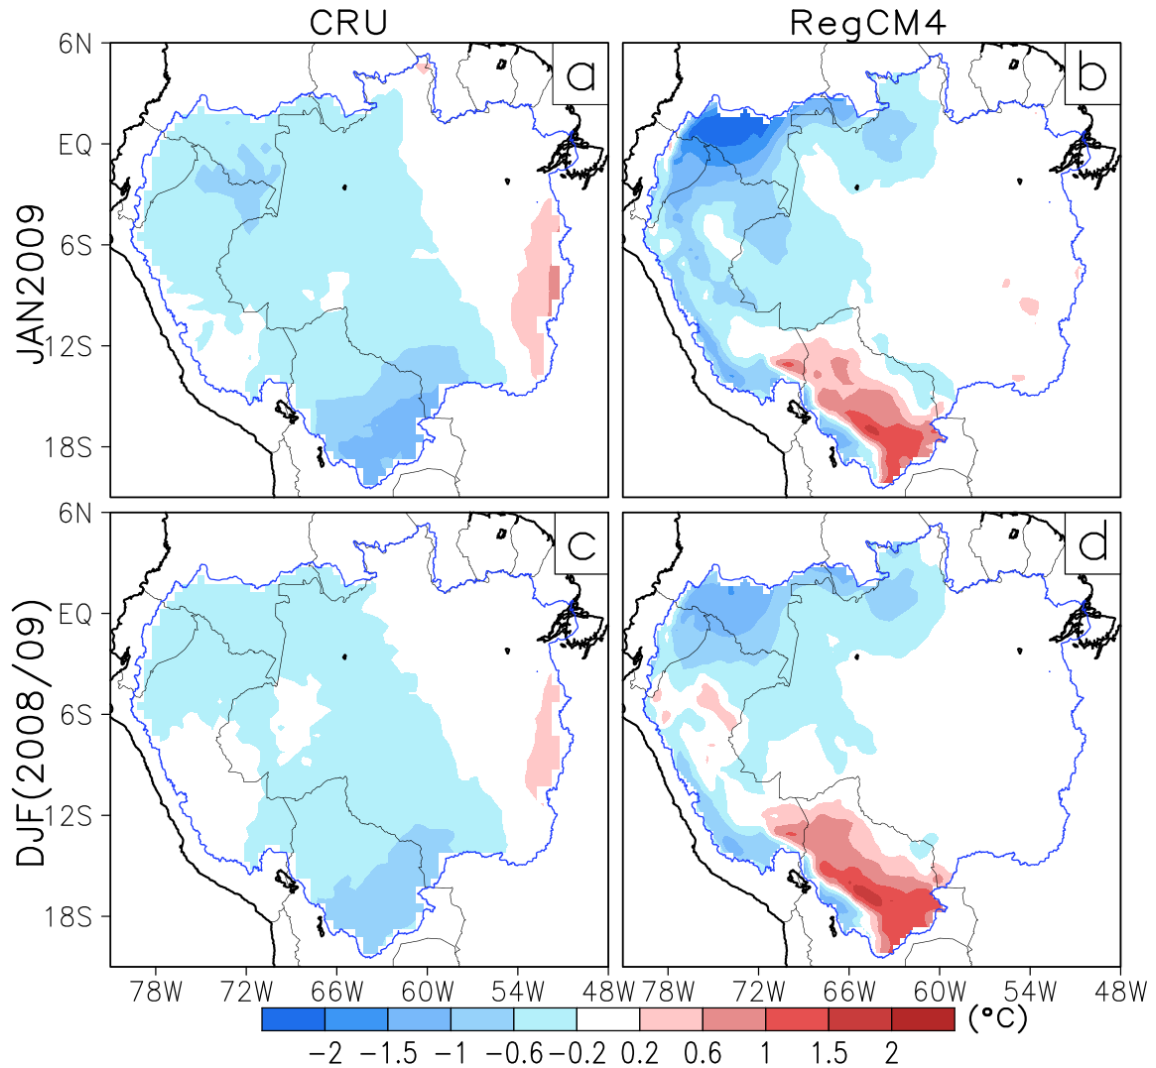 CRU RegCM4
6N a b
EQ
6S
12S
18S
JAN2009
6N c d
EQ
6S
12S
18S
DJF(2008/09)
78W 72W 66W 60W 54W 48W 78W 72W 66W 60W 54W 48W
(°C)
−2 −1.5 −1 −0.6 −0.2 0.2 0.6 1 1.5 2